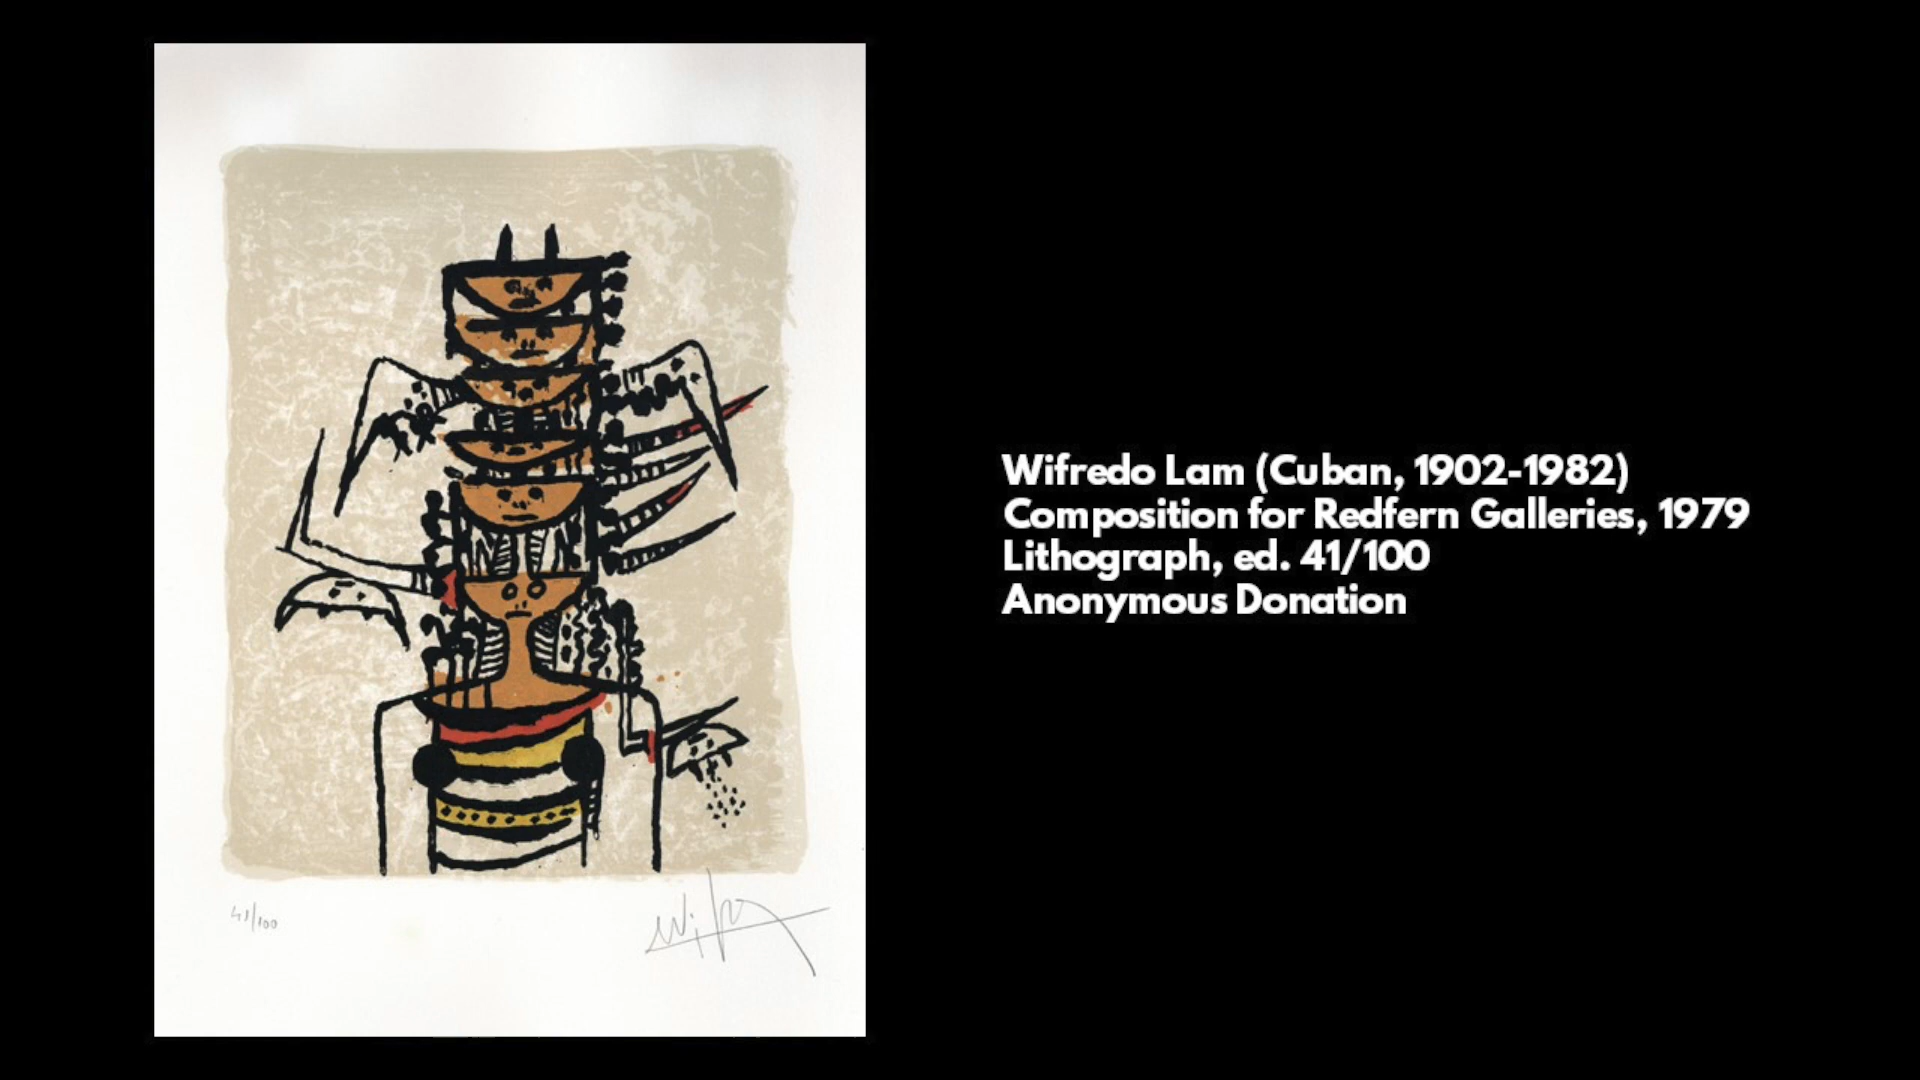 Wifredo Lam (Cuban, 1902-1982)
Composition for Redfern Galleries, 1979
Lithograph, ed. 41/100
Anonymous Donation
41/100